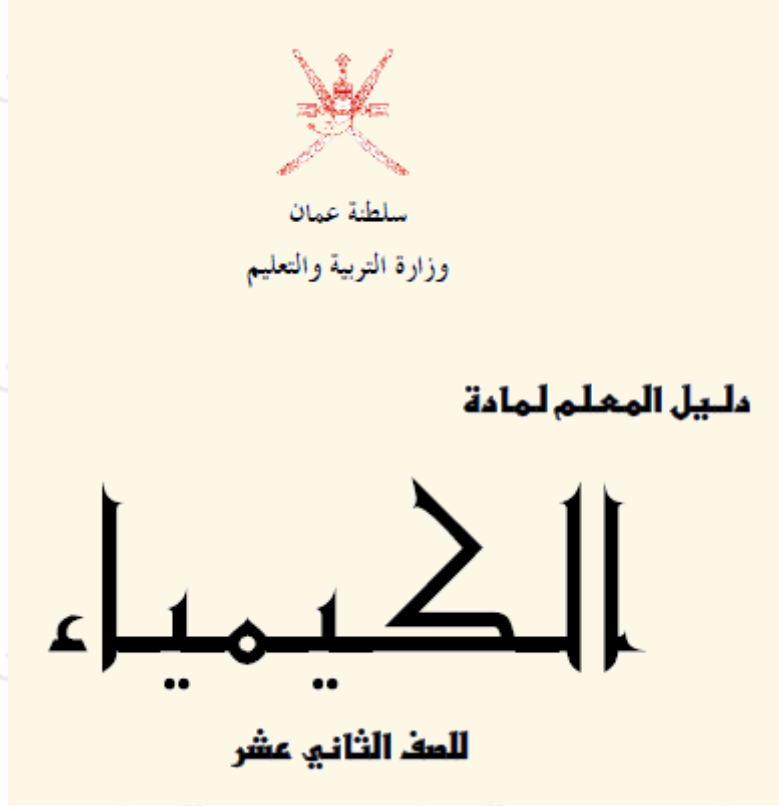 سلطنة عمان
وزارة التربية والتعليم
دليل المعلم لمادة
الكيمياء
للصف الثاني عشر